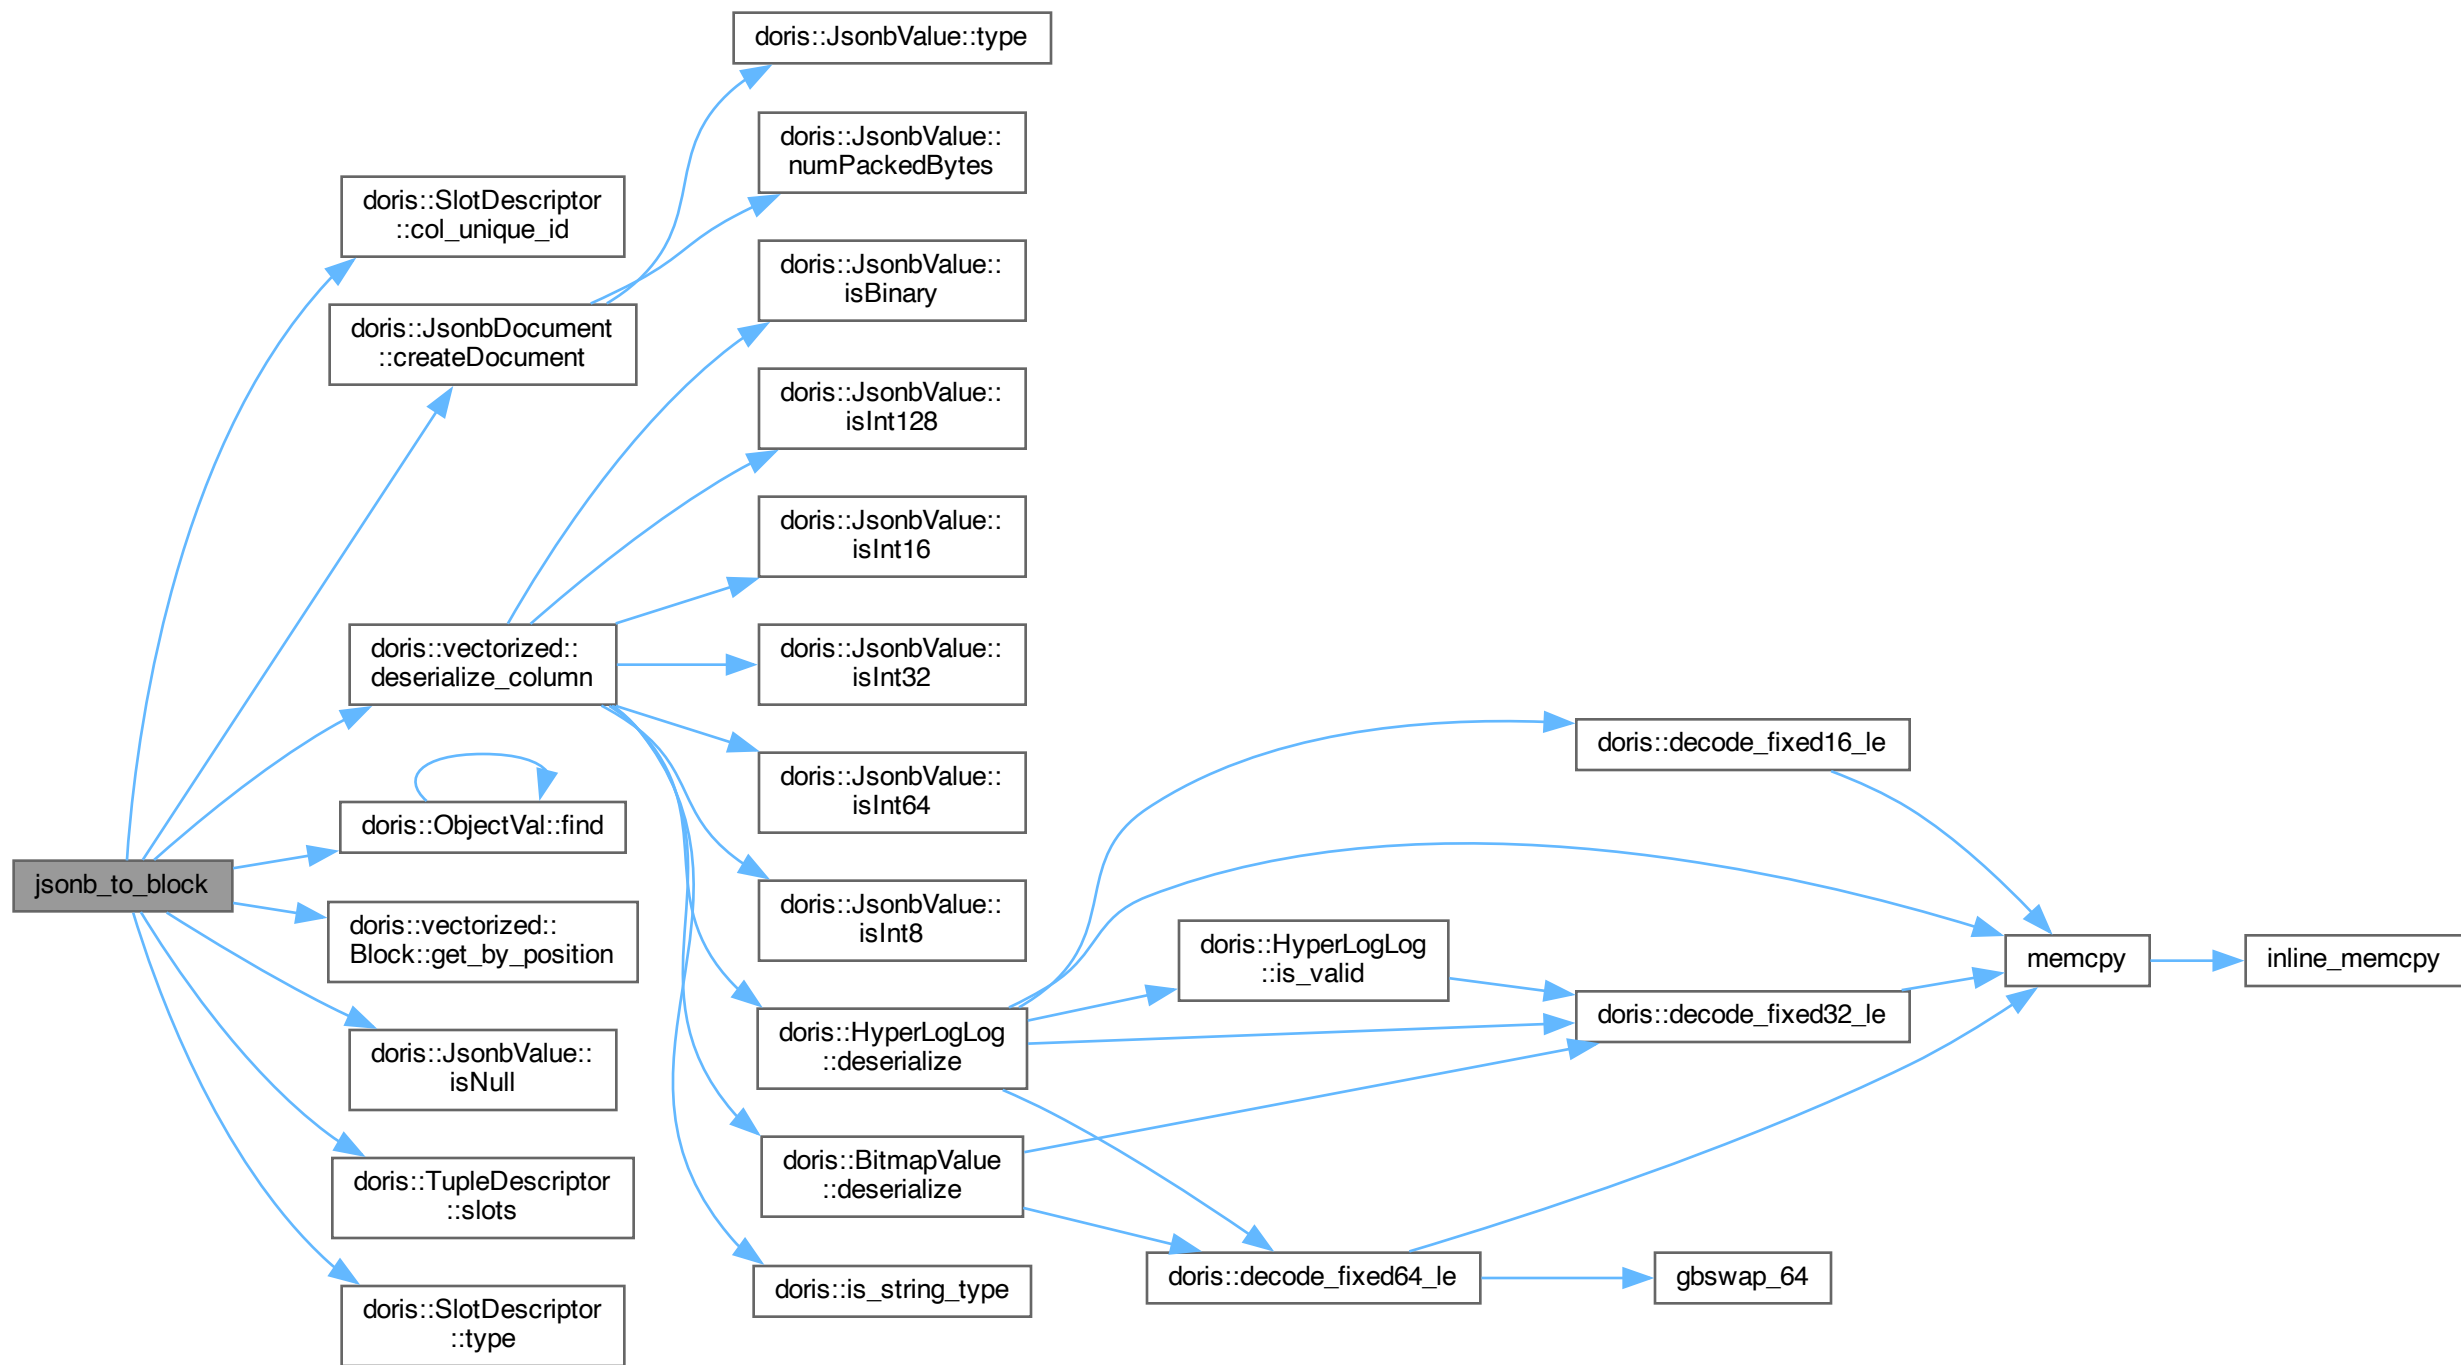 jsonb_to_block
doris::SlotDescriptor
::col_unique_id
doris::JsonbDocument
::createDocument
doris::vectorized::
deserialize_column
doris::ObjectVal::find
doris::vectorized::
Block::get_by_position
doris::JsonbValue::
isNull
doris::TupleDescriptor
::slots
doris::SlotDescriptor
::type
doris::JsonbValue::type
doris::JsonbValue::
numPackedBytes
doris::JsonbValue::
isBinary
doris::JsonbValue::
isInt128
doris::JsonbValue::
isInt16
doris::JsonbValue::
isInt32
doris::JsonbValue::
isInt64
doris::JsonbValue::
isInt8
doris::HyperLogLog
::deserialize
doris::BitmapValue
::deserialize
doris::is_string_type
doris::HyperLogLog
::is_valid
doris::decode_fixed64_le
doris::decode_fixed16_le
doris::decode_fixed32_le
gbswap_64
memcpy
inline_memcpy